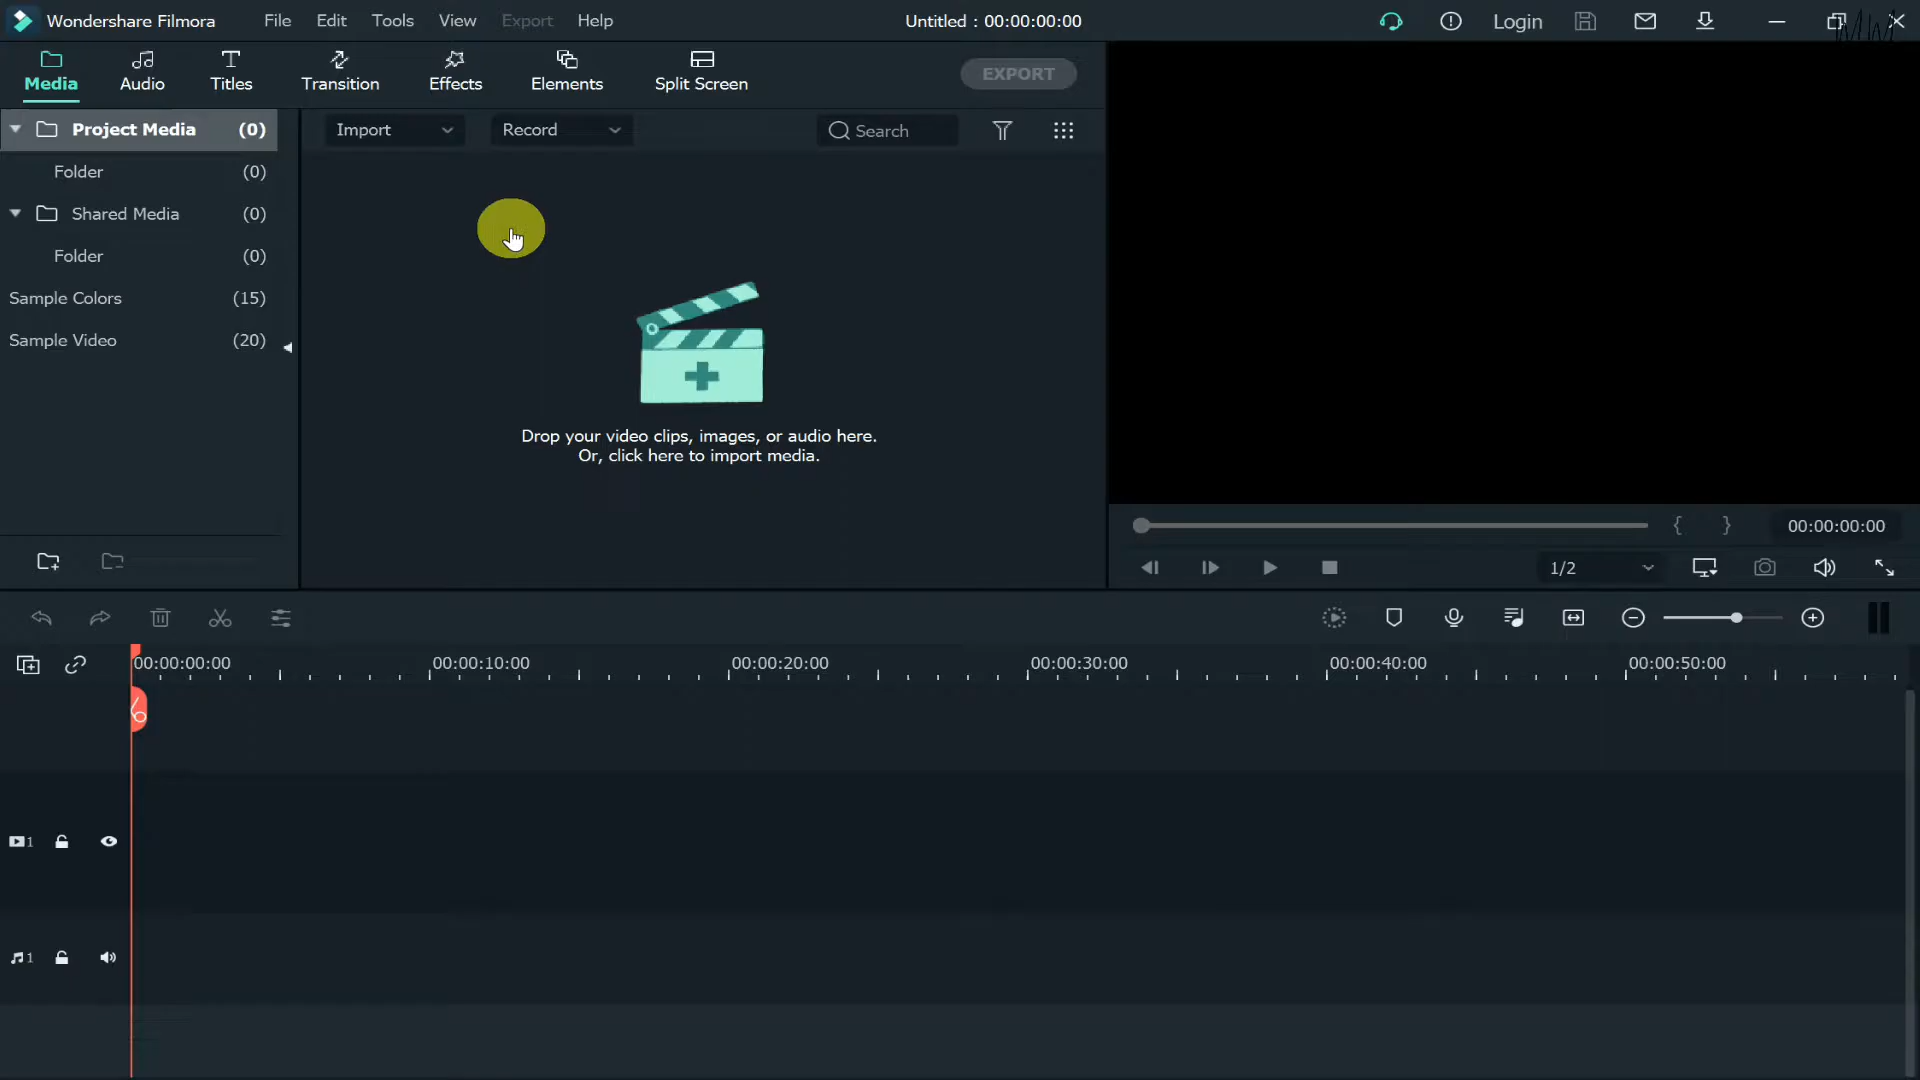 Wondershare Filmora File Edit Tools View Export Help Untitled : 00:00:00:00 Login
Media Audio Titles Transition Effects Elements Split Screen EXPORT
Project Media (0)
Folder (0)
Shared Media (0)
Folder (0)
Sample Colors (15)
Sample Video (20)
Import Record Search
Drop your video clips, images, or audio here.
Or, click here to import media.
{ } 00:00:00:00
1/2
00:00:00:00 00:00:10:00 00:00:20:00 00:00:30:00 00:00:40:00 00:00:50:00
1
1